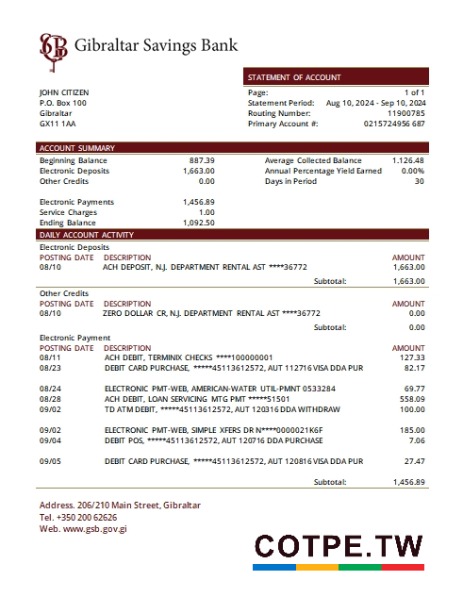 Gibraltar Savings Bank
STATEMENT OF ACCOUNT
JOHN CITIZEN
P.O. Box 100
Gibraltar
GX11 1AA
Page: 1 of 1
Statement Period: Aug 10, 2024 - Sep 10, 2024
Routing Number: 11900785
Primary Account #: 0215724956 687
ACCOUNT SUMMARY
Beginning Balance 887.39 Average Collected Balance 1.126.48
Electronic Deposits 1,663.00 Annual Percentage Yield Earned 0.00%
Other Credits 0.00 Days in Period 30
Electronic Payments 1,456.89
Service Charges 1.00
Ending Balance 1,092.50
DAILY ACCOUNT ACTIVITY
Electronic Deposits
POSTING DATE DESCRIPTION AMOUNT
08/10 ACH DEPOSIT, N.J. DEPARTMENT RENTAL AST ****36772 1,663.00
Subtotal: 1,663.00
Other Credits
POSTING DATE DESCRIPTION AMOUNT
08/10 ZERO DOLLAR CR, N.J. DEPARTMENT RENTAL AST ****36772 0.00
Subtotal: 0.00
Electronic Payment
POSTING DATE DESCRIPTION AMOUNT
08/11 ACH DEBIT, TERMINIX CHECKS ****100000001 127.33
08/23 DEBIT CARD PURCHASE, *****45113612572, AUT 112716 VISA DDA PUR 82.17
08/24 ELECTRONIC PMT-WEB, AMERICAN-WATER UTIL-PMNT 0533284 69.77
08/28 ACH DEBIT, LOAN SERVICING MTG PMT *****51501 558.09
09/02 TD ATM DEBIT, *****45113612572, AUT 120316 DDA WITHDRAW 100.00
09/02 ELECTRONIC PMT-WEB, SIMPLE XFERS DR N****0000021K6F 185.00
09/04 DEBIT POS, *****45113612572, AUT 120716 DDA PURCHASE 7.06
09/05 DEBIT CARD PURCHASE, *****45113612572, AUT 120816 VISA DDA PUR 27.47
Subtotal: 1,456.89
Address. 206/210 Main Street, Gibraltar
Tel. +350 200 62626
Web. www.gsb.gov.gi
COTPE.TW